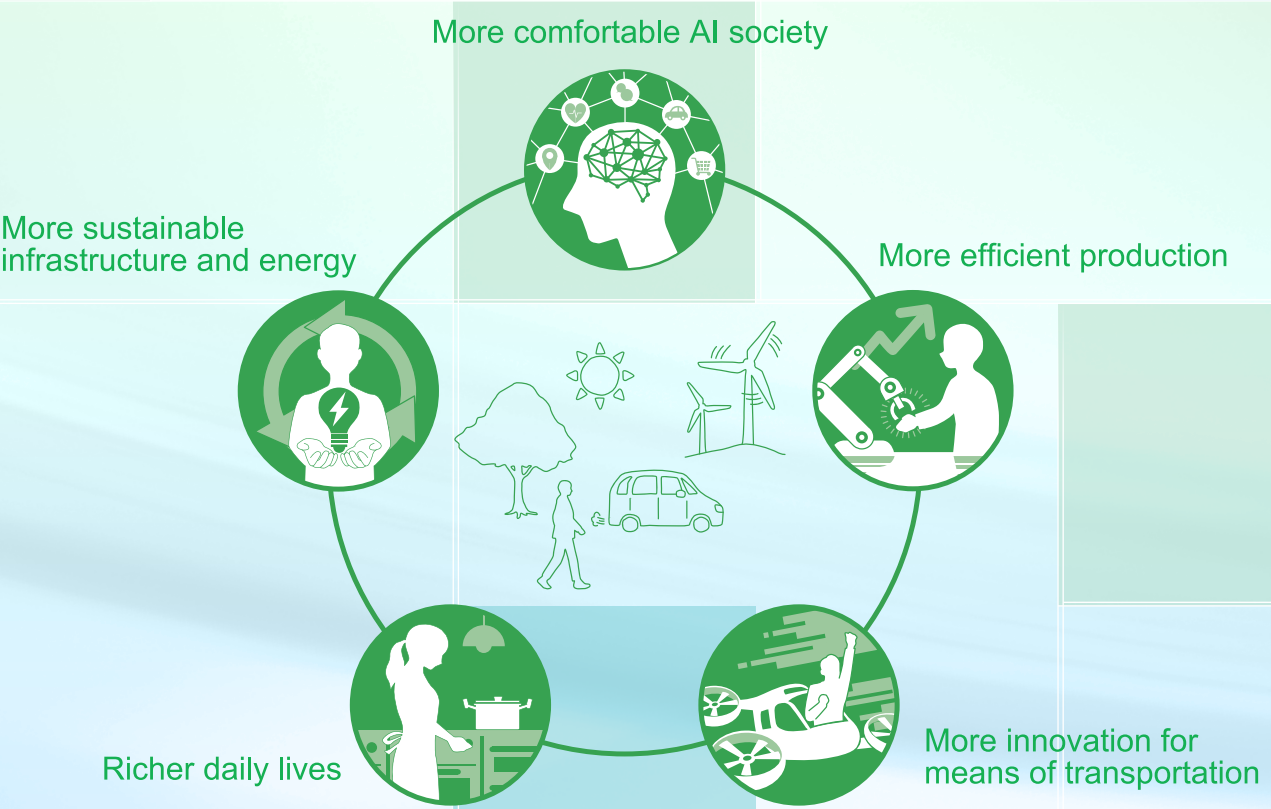 More comfortable AI society
More sustainable
infrastructure and energy
More efficient production
Richer daily lives
More innovation for
means of transportation